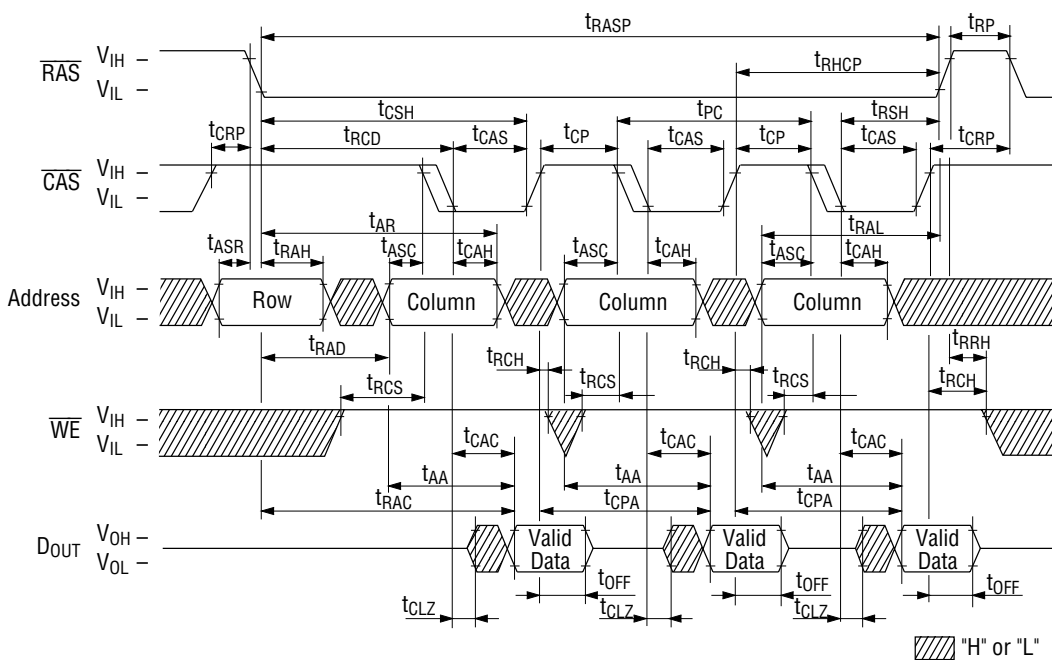 tRASP tRP
RAS VIH
VIL
tRHCP
tCSH tPC tRSH
tCRP tRCD tCAS tCP tCAS tCP tCAS tCRP
CAS VIH
VIL
tAR tRAL
tASR tRAH tASC tCAH tASC tCAH tASC tCAH
Address VIH
VIL
Row Column Column Column
tRAD tRCH tRCH tRRH
tRCS tRCS tRCS tRCH
WE VIH
VIL
tCAC tCAC tCAC
tAA tAA tAA
tRAC tCPA tCPA
DOUT VOH
VOL
Valid Data Valid Data Valid Data
tOFF tOFF tOFF
tCLZ tCLZ tCLZ
"H" or "L"